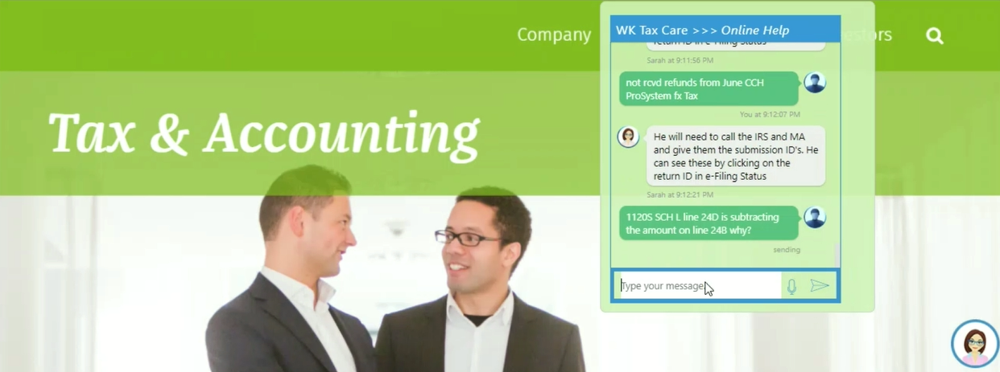 Company
Tax & Accounting
WK Tax Care >>> Online Help
return ID in e-Filing Status
Sarah at 9:11:56 PM
not rcvd refunds from June CCH
ProSystem fx Tax
You at 9:12:07 PM
He will need to call the IRS and MA
and give them the submission ID's. He
can see these by clicking on the
return ID in e-Filing Status
Sarah at 9:12:21 PM
1120S SCH L line 24D is subtracting
the amount on line 24B why?
sending
Type your message